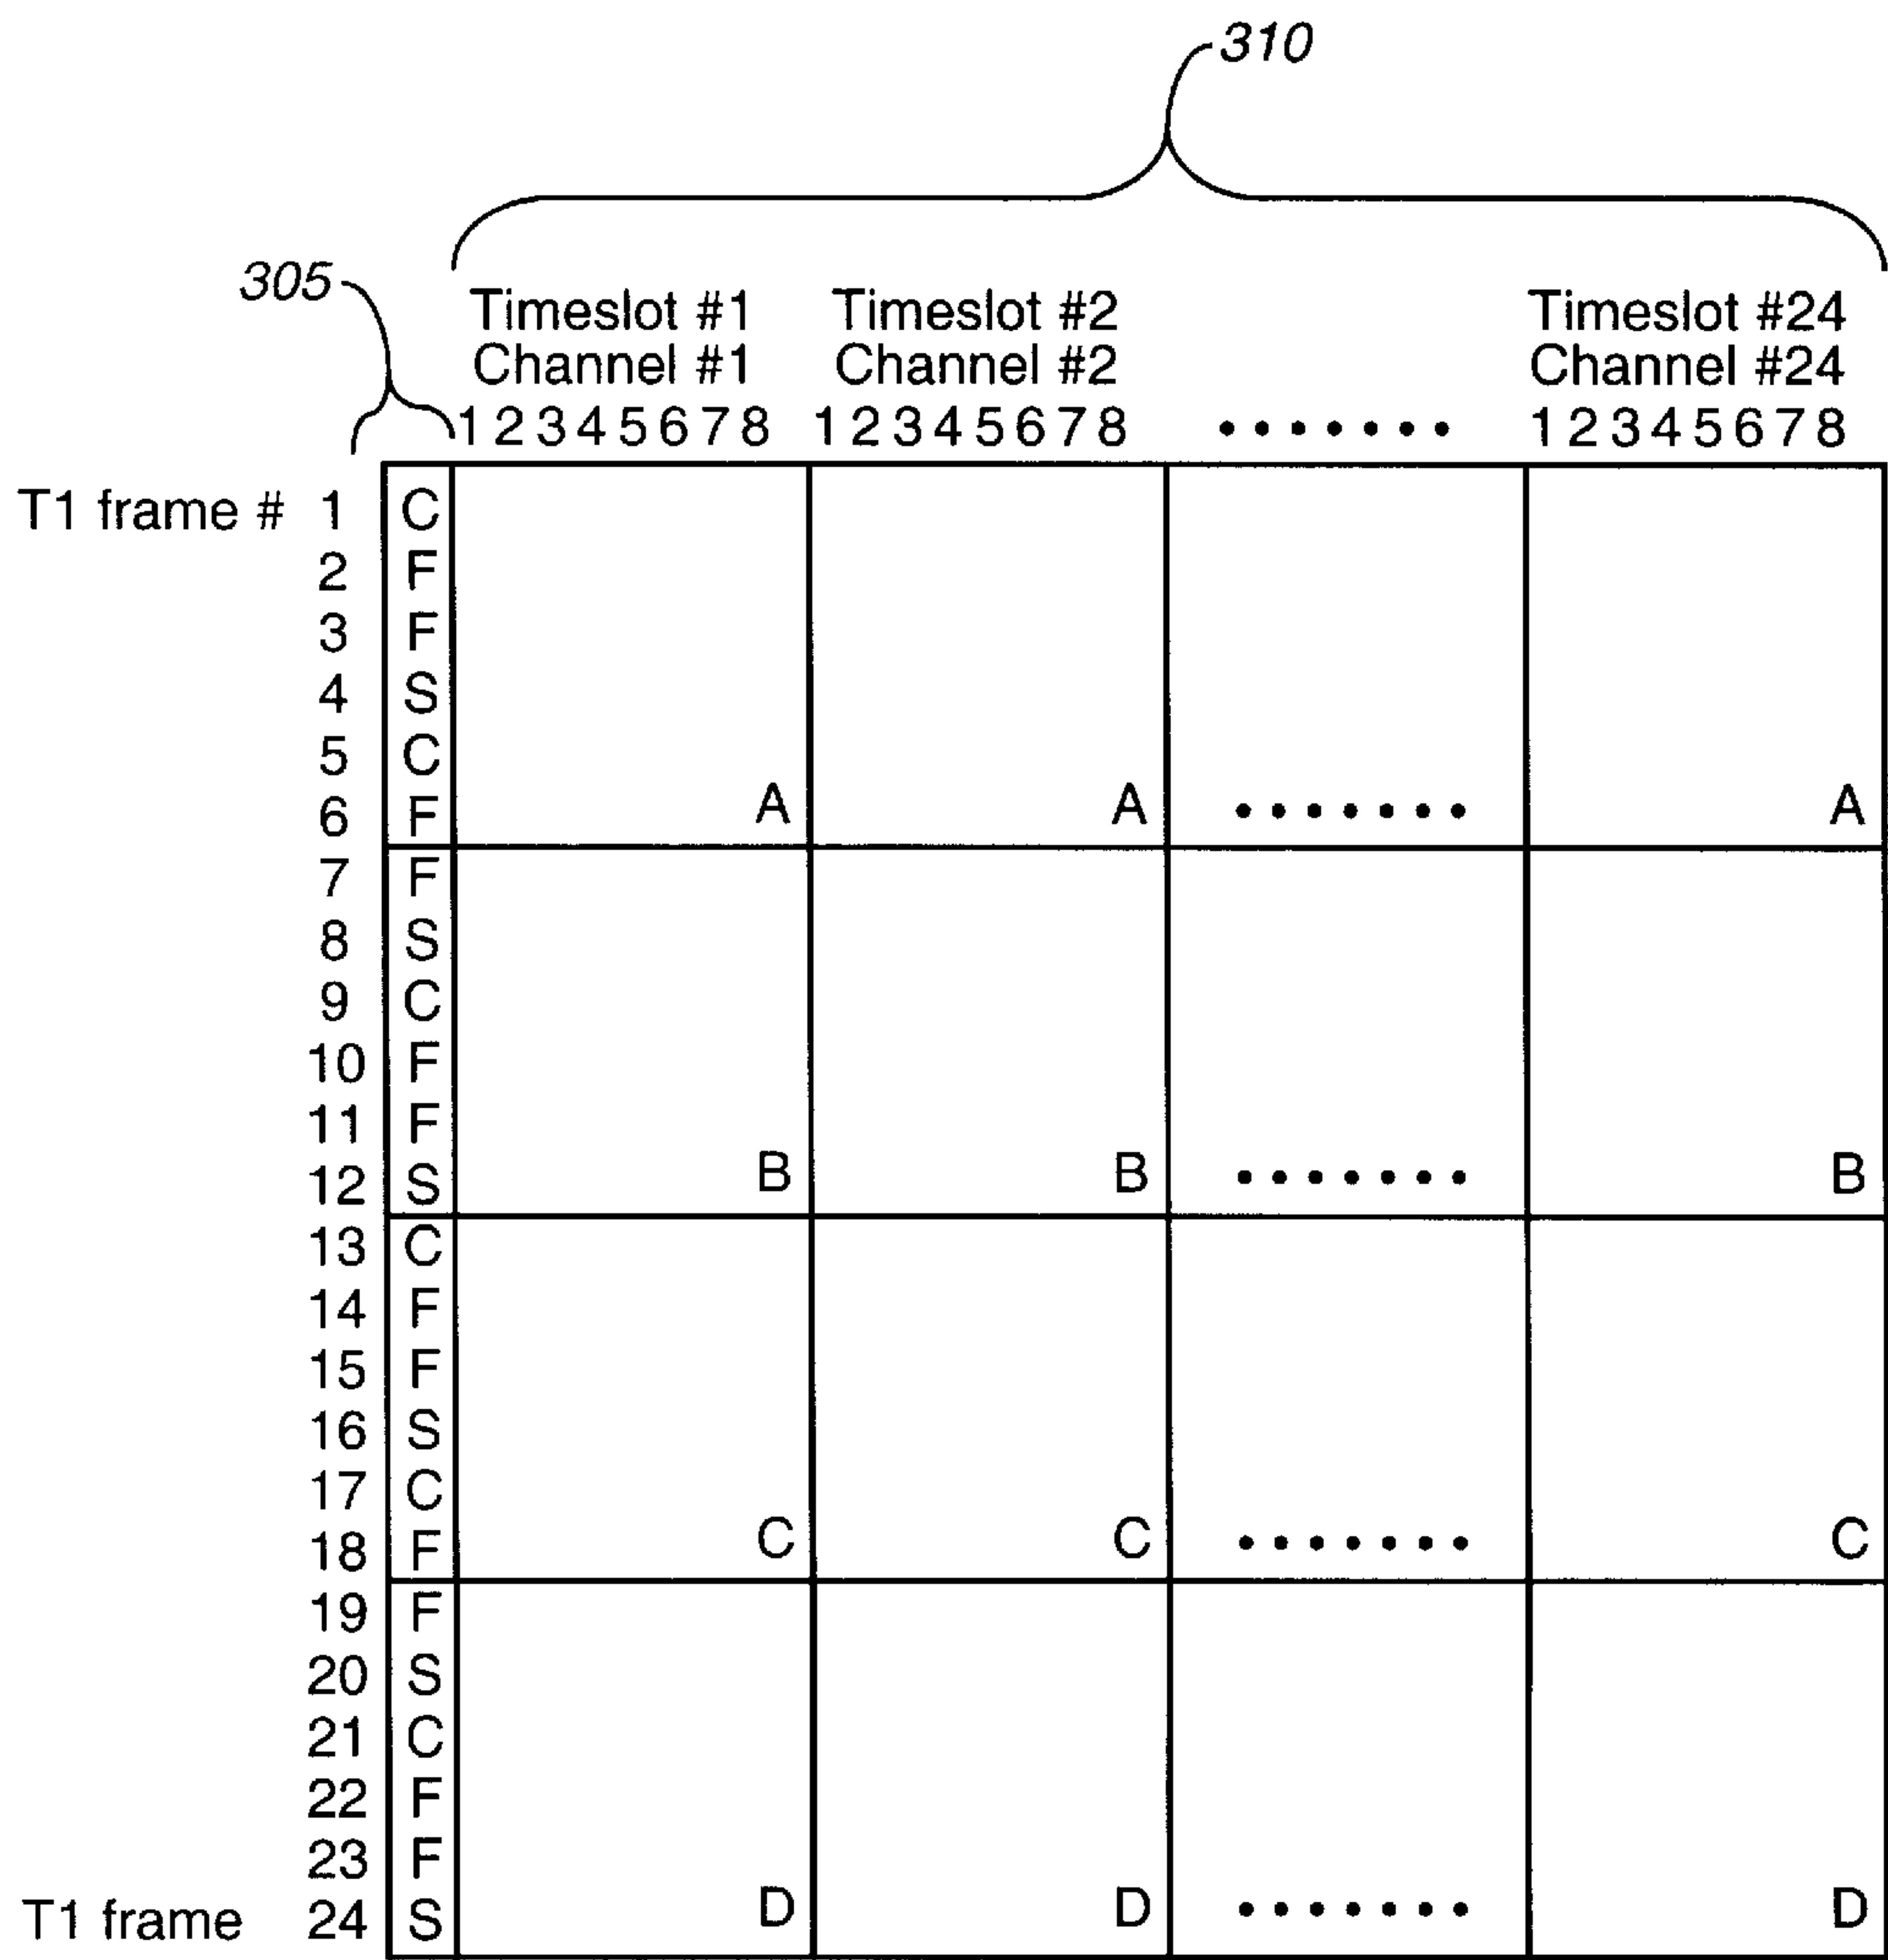 310
305
Timeslot #1 Timeslot #2 Timeslot #24
Channel #1 Channel #2 Channel #24
12345678 12345678 ....... 12345678
T1 frame # 1 C
2 F
3 F
4 S
5 C
6 F A A ....... A
7 F
8 S
9 C
10 F
11 F
12 S B B ....... B
13 C
14 F
15 F
16 S
17 C
18 F C C ....... C
19 F
20 S
21 C
22 F
23 F
T1 frame 24 S D D ....... D